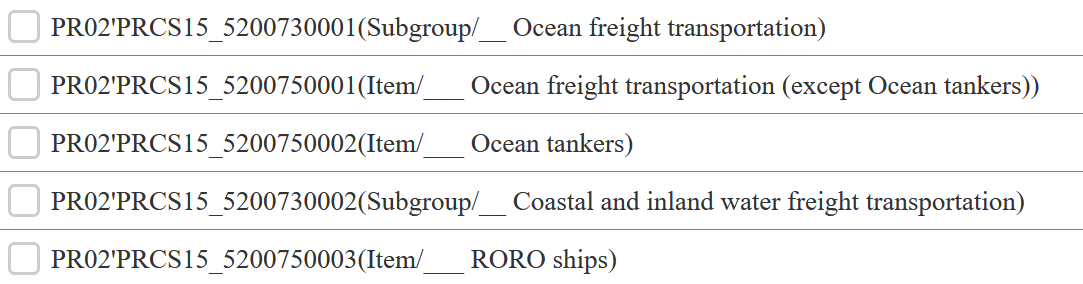 PR02'PRCS15_5200730001(Subgroup/__ Ocean freight transportation)
PR02'PRCS15_5200750001(Item/___ Ocean freight transportation (except Ocean tankers))
PR02'PRCS15_5200750002(Item/___ Ocean tankers)
PR02'PRCS15_5200730002(Subgroup/__ Coastal and inland water freight transportation)
PR02'PRCS15_5200750003(Item/___ RORO ships)